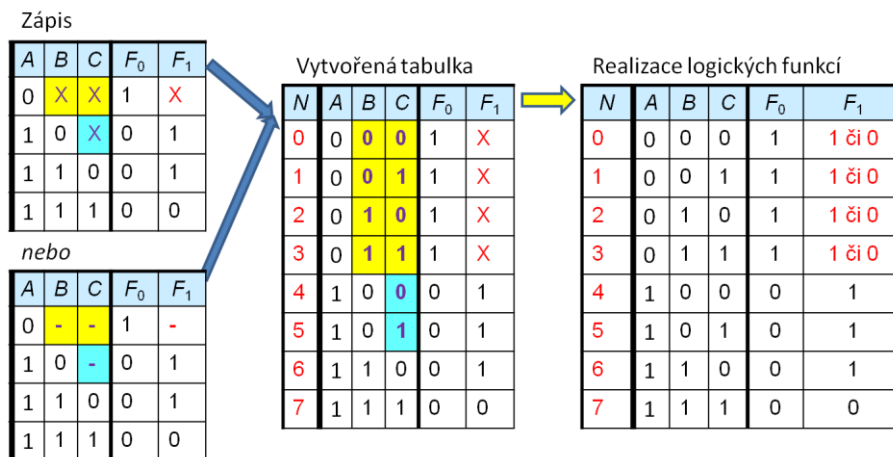 Zápis
A B C F0 F1
0 X X 1 X
1 0 X 0 1
1 1 0 0 1
1 1 1 0 0
nebo
A B C F0 F1
0 - - 1 -
1 0 - 0 1
1 1 0 0 1
1 1 1 0 0
Vytvořená tabulka
N A B C F0 F1
0 0 0 0 1 X
1 0 0 1 1 X
2 0 1 0 1 X
3 0 1 1 1 X
4 1 0 0 0 1
5 1 0 1 0 1
6 1 1 0 0 1
7 1 1 1 0 0
Realizace logických funkcí
N A B C F0 F1
0 0 0 0 1 1 či 0
1 0 0 1 1 1 či 0
2 0 1 0 1 1 či 0
3 0 1 1 1 1 či 0
4 1 0 0 0 1
5 1 0 1 0 1
6 1 1 0 0 1
7 1 1 1 0 0